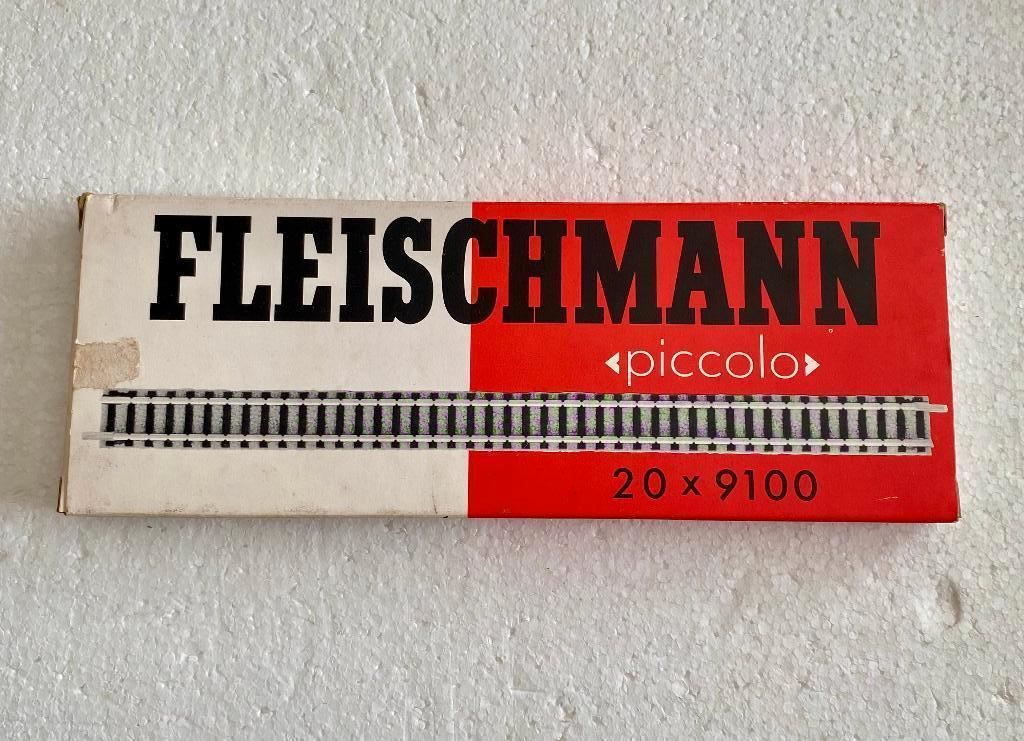 FLEISCHMANN
‹piccolo›
20 x 9100